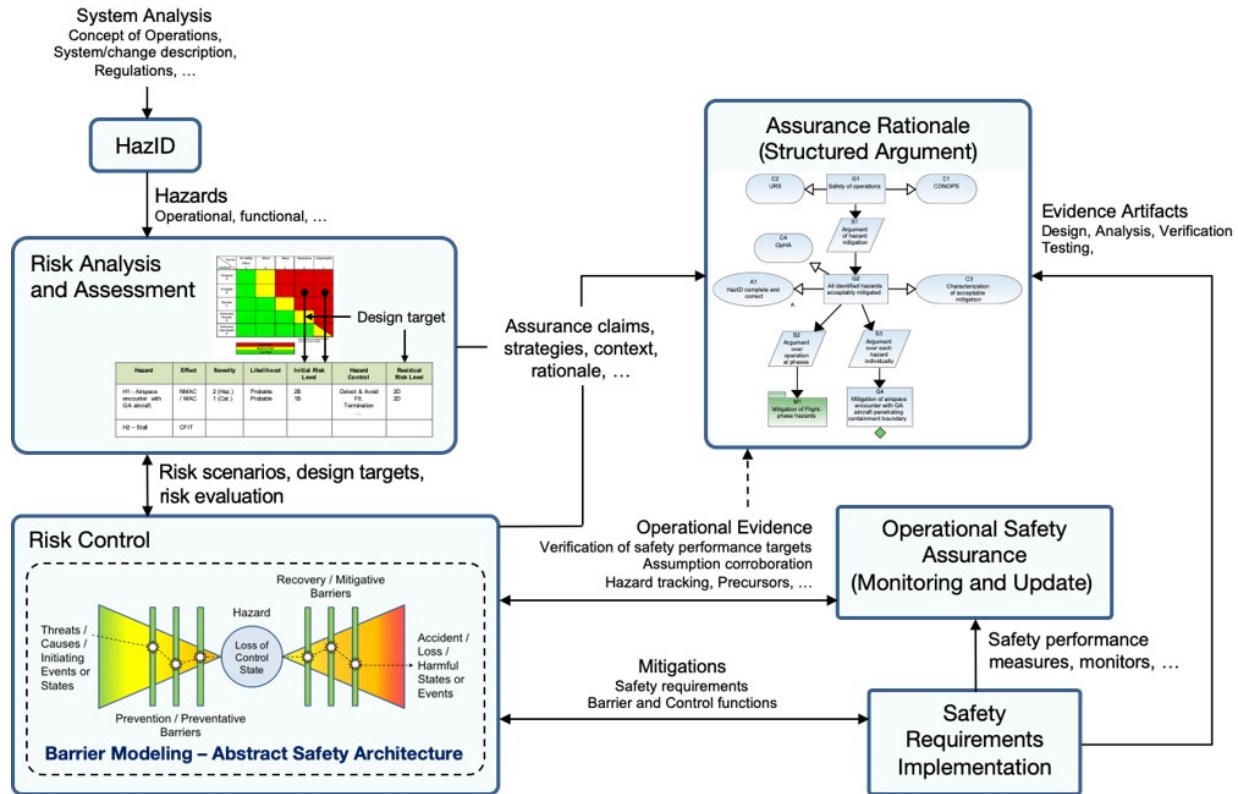 System Analysis
Concept of Operations,
System/change description,
Regulations, …
HazID
Hazards
Operational, functional, …
Risk Analysis
and Assessment
Design target
Hazard Effect Severity Likelihood Initial Risk Level Hazard Control Residual Risk Level
H1 - Airspace encounter with GA aircraft
NMAC / MAC
2 (Haz.)
1 (Cat.)
Probable
Probable
2B
1B
Detect & Avoid
Flt.
Termination
…
2D
2D
H2 – Stall CFIT
Risk scenarios, design targets,
risk evaluation
Risk Control
Recovery / Mitigative
Barriers
Hazard
Threats /
Causes /
Initiating
Events or
States
Loss of
Control
State
Accident /
Loss /
Harmful
States or
Events
Prevention / Preventative
Barriers
Barrier Modeling – Abstract Safety Architecture
Assurance claims,
strategies, context,
rationale, …
Assurance Rationale
(Structured Argument)
C2
URS
G1
Safety of operations
C1
CONOPS
S1
Argument
of hazard
mitigation
C4
OpHA
A1
HazID complete and
correct
A
G2
All identified hazards
acceptably mitigated
C3
Characterization
of acceptable
mitigation
S2
Argument
over
operation
al phases
S3
Argument
over each
hazard
individually
M1
Mitigation of Flight-
phase hazards
G4
Mitigation of airspace
encounter with GA
aircraft penetrating
containment boundary
Evidence Artifacts
Design, Analysis, Verification
Testing,
Operational Evidence
Verification of safety performance targets
Assumption corroboration
Hazard tracking, Precursors, …
Operational Safety
Assurance
(Monitoring and Update)
Safety performance
measures, monitors, …
Mitigations
Safety requirements
Barrier and Control functions
Safety
Requirements
Implementation